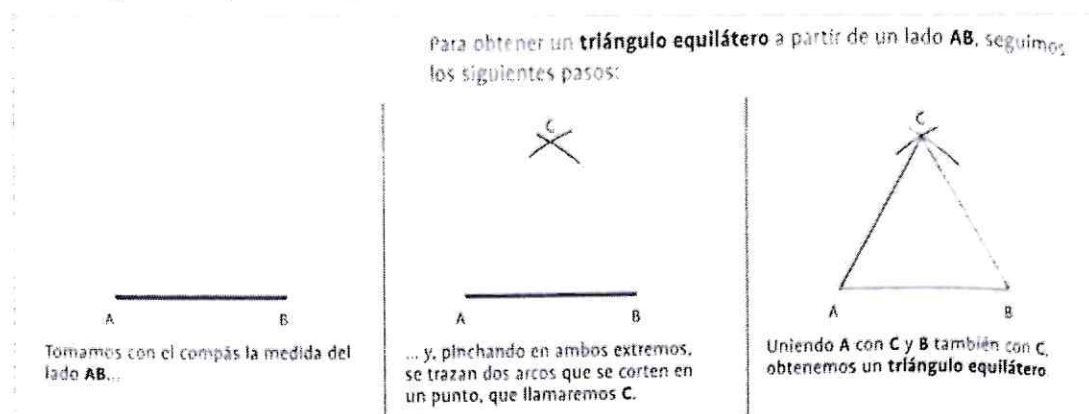 Para obtener un triángulo equilátero a partir de un lado AB, seguimos
los siguientes pasos:
A B
Tomamos con el compás la medida del
lado AB...
C
A B
... y, pinchando en ambos extremos,
se trazan dos arcos que se corten en
un punto, que llamaremos C.
C
A B
Uniendo A con C y B también con C,
obtenemos un triángulo equilátero